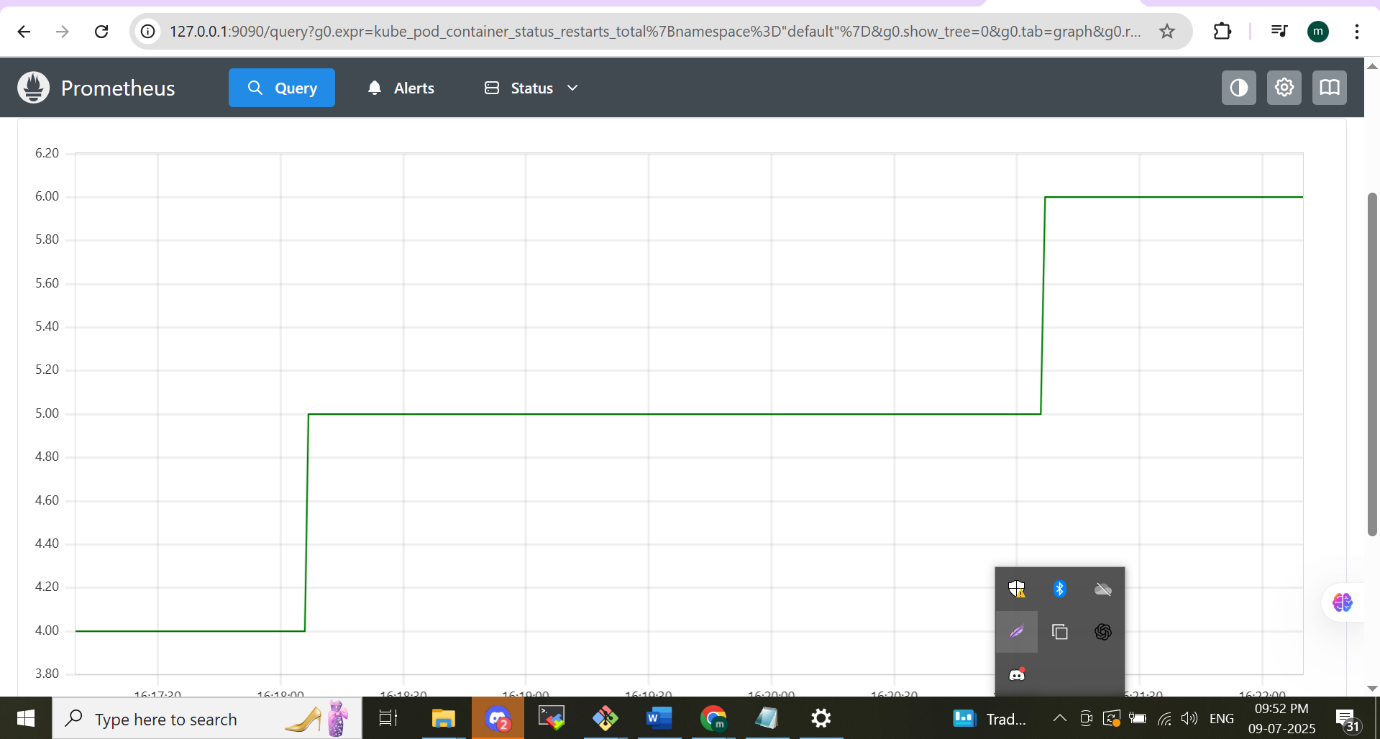 127.0.0.1:9090/query?g0.expr=kube_pod_container_status_restarts_total%7Bnamespace%3D"default"%7D&g0.show_tree=0&g0.tab=graph&g0.r...
m
Prometheus
Query
Alerts
Status
6.20
6.00
5.80
5.60
5.40
5.20
5.00
4.80
4.60
4.40
4.20
4.00
3.80
16:17:30 16:18:00 16:18:30 16:19:00 16:19:30 16:20:00 16:20:30 16:21:30 16:22:00
Type here to search
2
m
Trad...
ENG
09:52 PM
09-07-2025
31